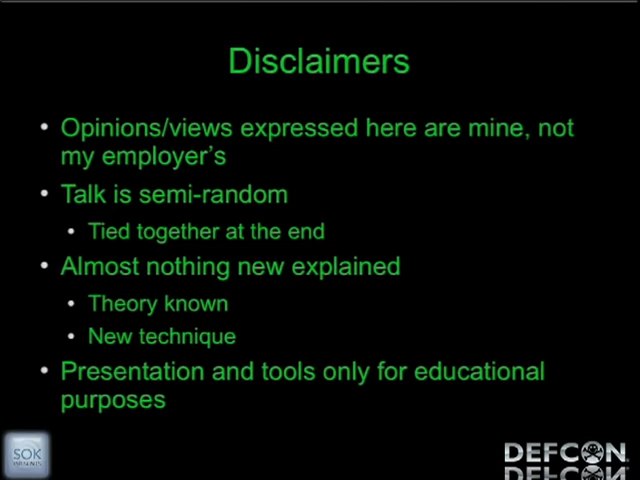 Disclaimers
• Opinions/views expressed here are mine, not
my employer's
• Talk is semi-random
• Tied together at the end
• Almost nothing new explained
• Theory known
• New technique
• Presentation and tools only for educational
purposes
SOK
DEFCON